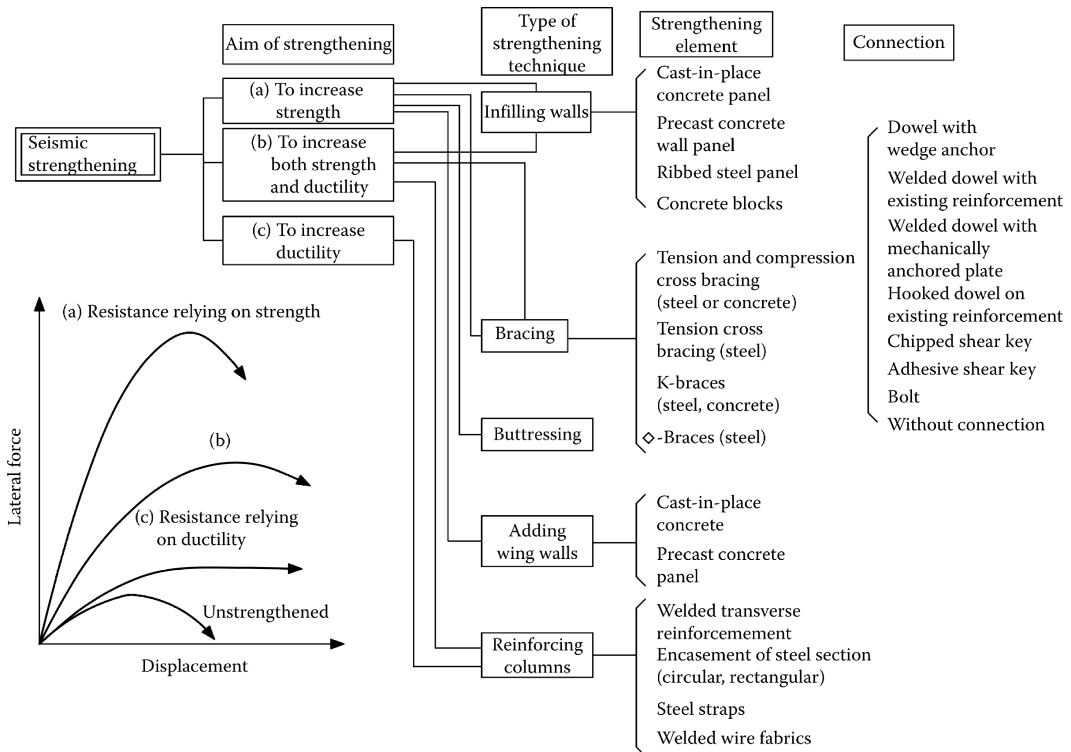 Aim of strengthening
Type of
strengthening
technique
Strengthening
element
Connection
Seismic
strengthening
(a) To increase
strength
(b) To increase
both strength
and ductility
(c) To increase
ductility
Infilling walls
Bracing
Buttressing
Adding
wing walls
Reinforcing
columns
Cast-in-place
concrete panel
Precast concrete
wall panel
Ribbed steel panel
Concrete blocks
Tension and compression
cross bracing
(steel or concrete)
Tension cross
bracing (steel)
K-braces
(steel, concrete)
◇-Braces (steel)
Cast-in-place
concrete
Precast concrete
panel
Welded transverse
reinforcemement
Encasement of steel section
(circular, rectangular)
Steel straps
Welded wire fabrics
Dowel with
wedge anchor
Welded dowel with
existing reinforcement
Welded dowel with
mechanically
anchored plate
Hooked dowel on
existing reinforcement
Chipped shear key
Adhesive shear key
Bolt
Without connection
(a) Resistance relying on strength
(b)
(c) Resistance relying
on ductility
Unstrengthened
Lateral force
Displacement